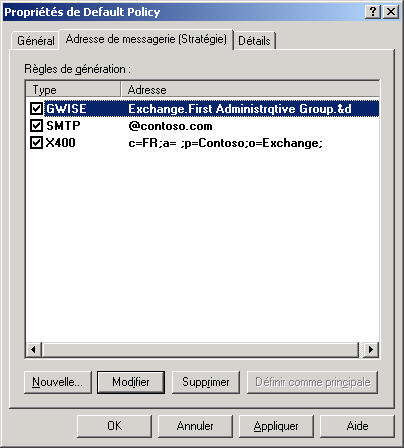 Propriétés de Default Policy
Général Adresse de messagerie (Stratégie) Détails
Règles de génération :
Type Adresse
GWISE Exchange.First Administrqtive Group.&d
SMTP @contoso.com
X400 c=FR;a= ;p=Contoso;o=Exchange;
Nouvelle... Modifier Supprimer Définir comme principale
OK Annuler Appliquer Aide